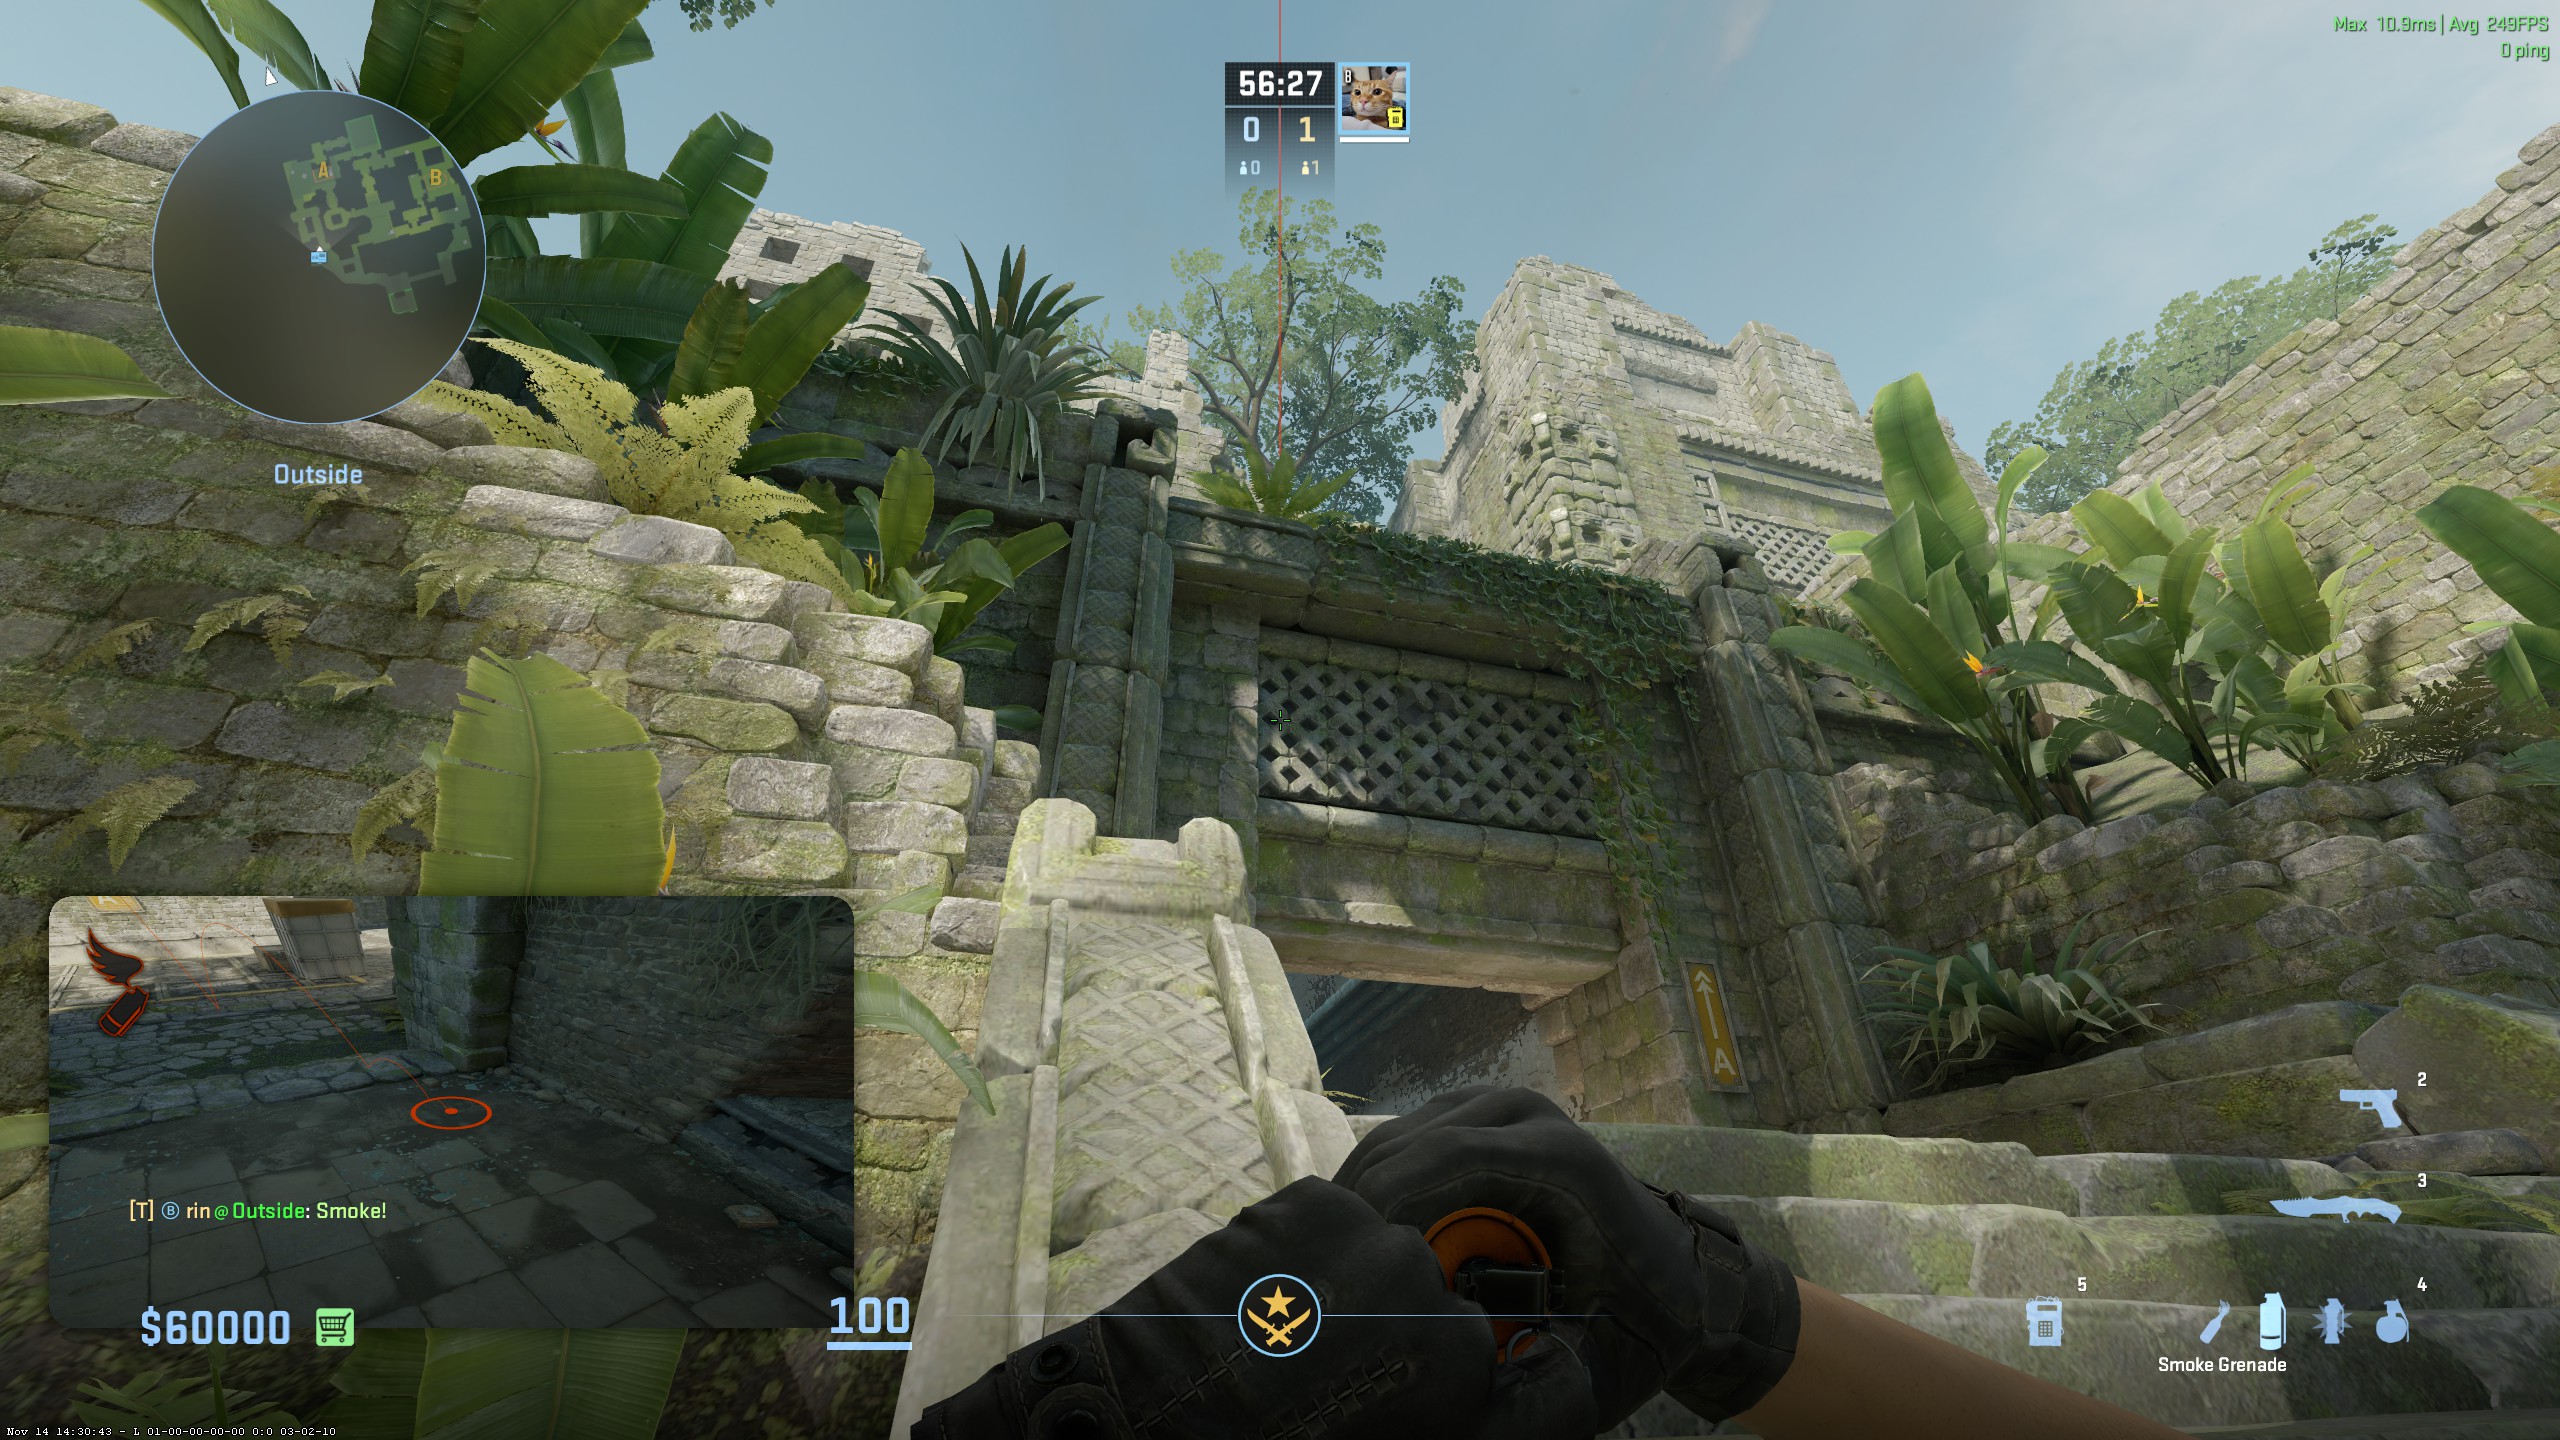 Max 10.9ms | Avg 249FPS
0 ping
56:27
B
0 1
0 1
A
B
Outside
A
[T] Ⓑ rin @ Outside: Smoke!
$60000
100
2
3
5
4
Smoke Grenade
Nov 14 14:30:43 - L 01-00-00-00-00 0:0 03-02-10